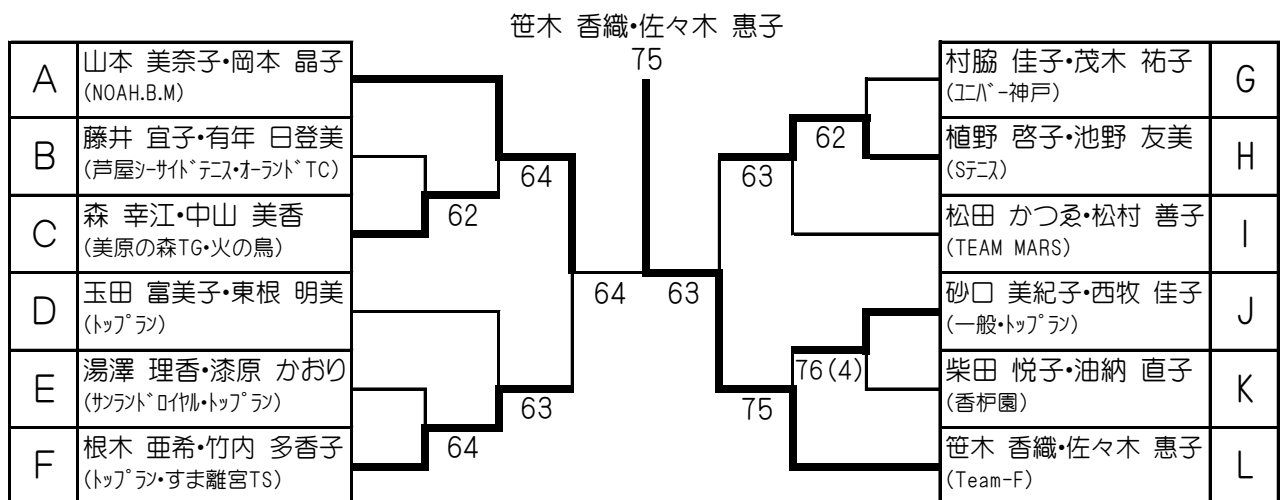 笹木 香織・佐々木 惠子
75
A
山本 美奈子・岡本 晶子
(NOAH.B.M)
B
藤井 宜子・有年 日登美
(芦屋ｼｰｻｲﾄﾞﾃﾆｽ・ｵｰﾗﾝﾄﾞTC)
C
森 幸江・中山 美香
(美原の森TG・火の鳥)
D
玉田 富美子・東根 明美
(ﾄｯﾌﾟﾗﾝ)
E
湯澤 理香・漆原 かおり
(ｻﾝﾗﾝﾄﾞﾛｲﾔﾙ・ﾄｯﾌﾟﾗﾝ)
F
根木 亜希・竹内 多香子
(ﾄｯﾌﾟﾗﾝ・すま離宮TS)
64
62
64
63
64
63
62
63
76(4)
75
村脇 佳子・茂木 祐子
(ﾕﾆﾊﾞｰ神戸)
G
植野 啓子・池野 友美
(Sﾃﾆｽ)
H
松田 かつゑ・松村 善子
(TEAM MARS)
I
砂口 美紀子・西牧 佳子
(一般・ﾄｯﾌﾟﾗﾝ)
J
柴田 悦子・油納 直子
(香枦園)
K
笹木 香織・佐々木 惠子
(Team-F)
L